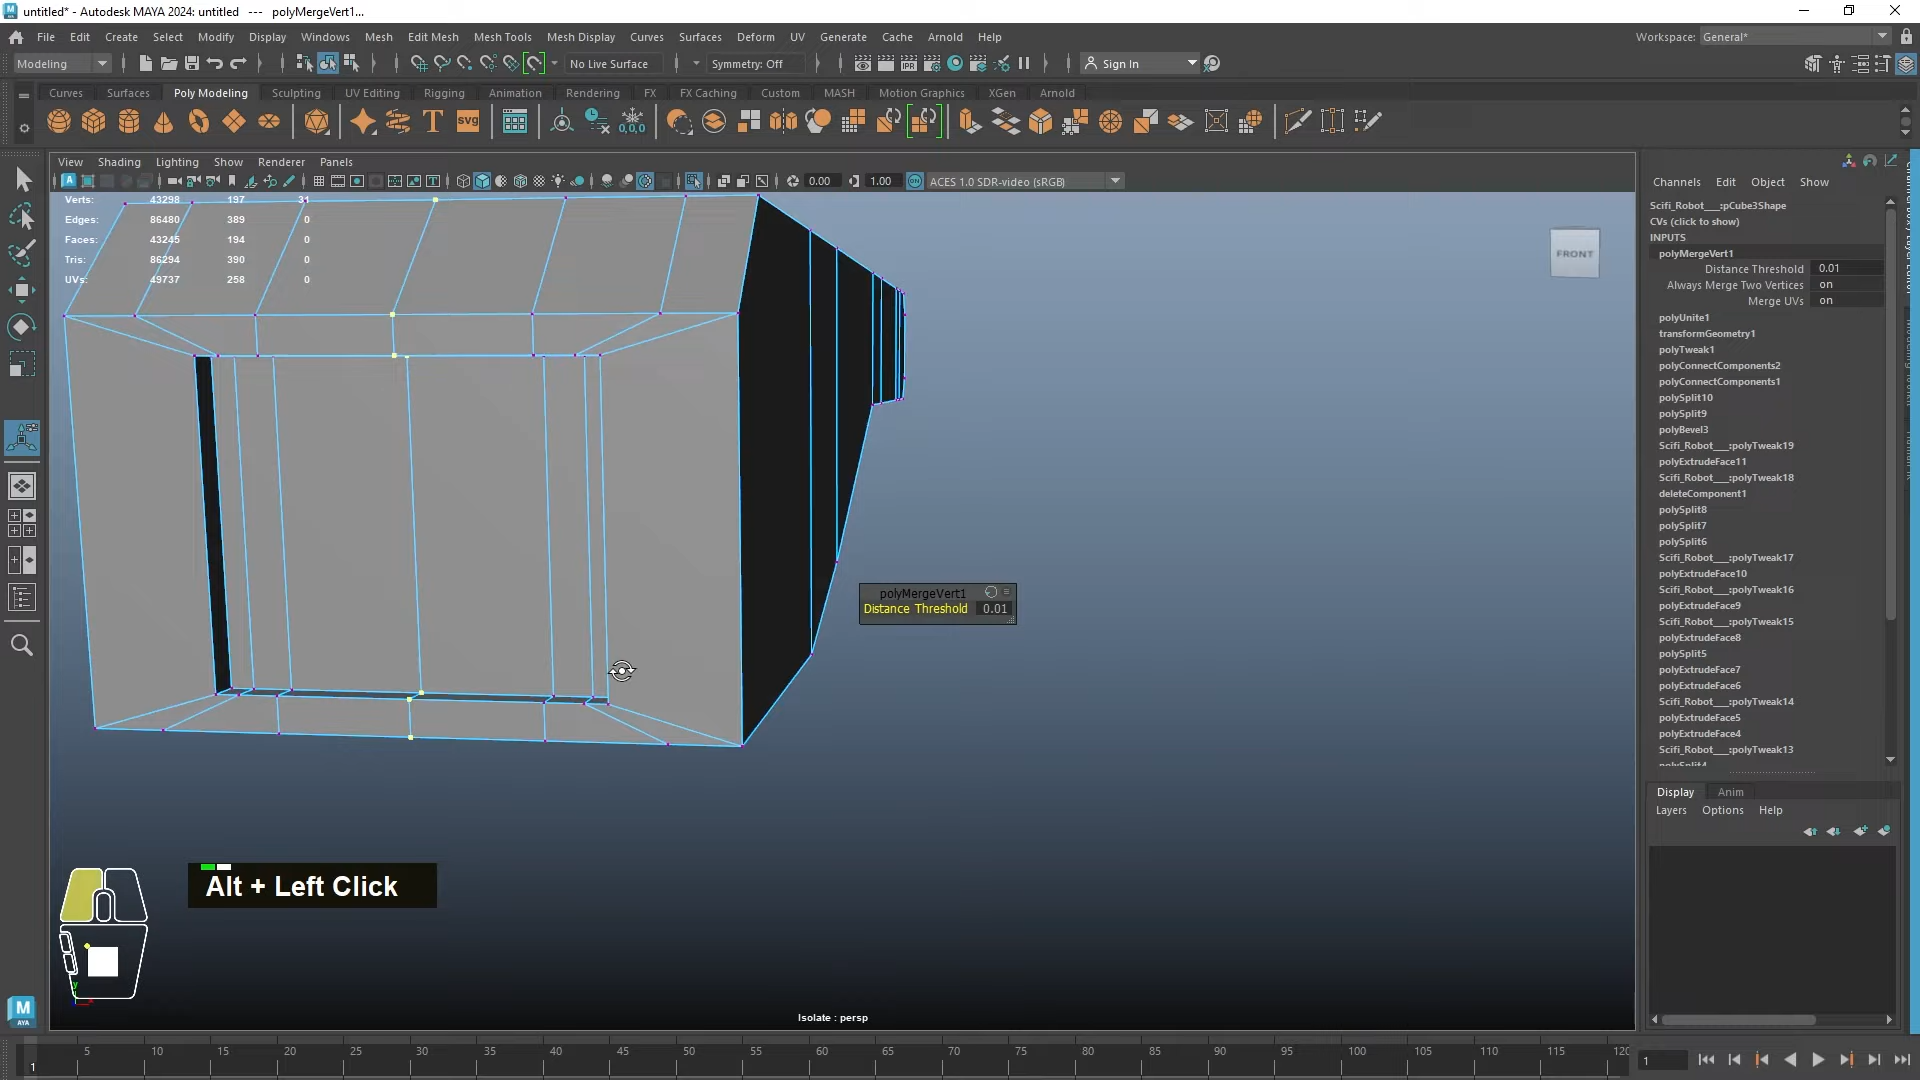 untitled* - Autodesk MAYA 2024: untitled   ---   polyMergeVert1...
File Edit Create Select Modify Display Windows Mesh Edit Mesh Mesh Tools Mesh Display Curves Surfaces Deform UV Generate Cache Arnold Help
Workspace: General*
Modeling
No Live Surface
Symmetry: Off
Sign In
Curves Surfaces Poly Modeling Sculpting UV Editing Rigging Animation Rendering FX FX Caching Custom MASH Motion Graphics XGen Arnold
SVG
0,0,0
IPR
View Shading Lighting Show Renderer Panels
0.00
1.00
ON
ACES 1.0 SDR-video (sRGB)
Verts: 43298 197 31
Edges: 86480 389 0
Faces: 43245 194 0
Tris: 86294 390 0
UVs: 49737 258 0
FRONT
polyMergeVert1
Distance Threshold 0.01
Alt + Left Click
y
Isolate : persp
M
AYA
Channels Edit Object Show
Scifi_Robot___:pCube3Shape
CVs (click to show)
INPUTS
polyMergeVert1
Distance Threshold 0.01
Always Merge Two Vertices on
Merge UVs on
polyUnite1
transformGeometry1
polyTweak1
polyConnectComponents2
polyConnectComponents1
polySplit10
polySplit9
polyBevel3
Scifi_Robot___:polyTweak19
polyExtrudeFace11
Scifi_Robot___:polyTweak18
deleteComponent1
polySplit8
polySplit7
polySplit6
Scifi_Robot___:polyTweak17
polyExtrudeFace10
Scifi_Robot___:polyTweak16
polyExtrudeFace9
Scifi_Robot___:polyTweak15
polyExtrudeFace8
polySplit5
polyExtrudeFace7
polyExtrudeFace6
Scifi_Robot___:polyTweak14
polyExtrudeFace5
polyExtrudeFace4
Scifi_Robot___:polyTweak13
polySplit4
Display Anim
Layers Options Help
5 10 15 20 25 30 35 40 45 50 55 60 65 70 75 80 85 90 95 100 105 110 115 120
1
1